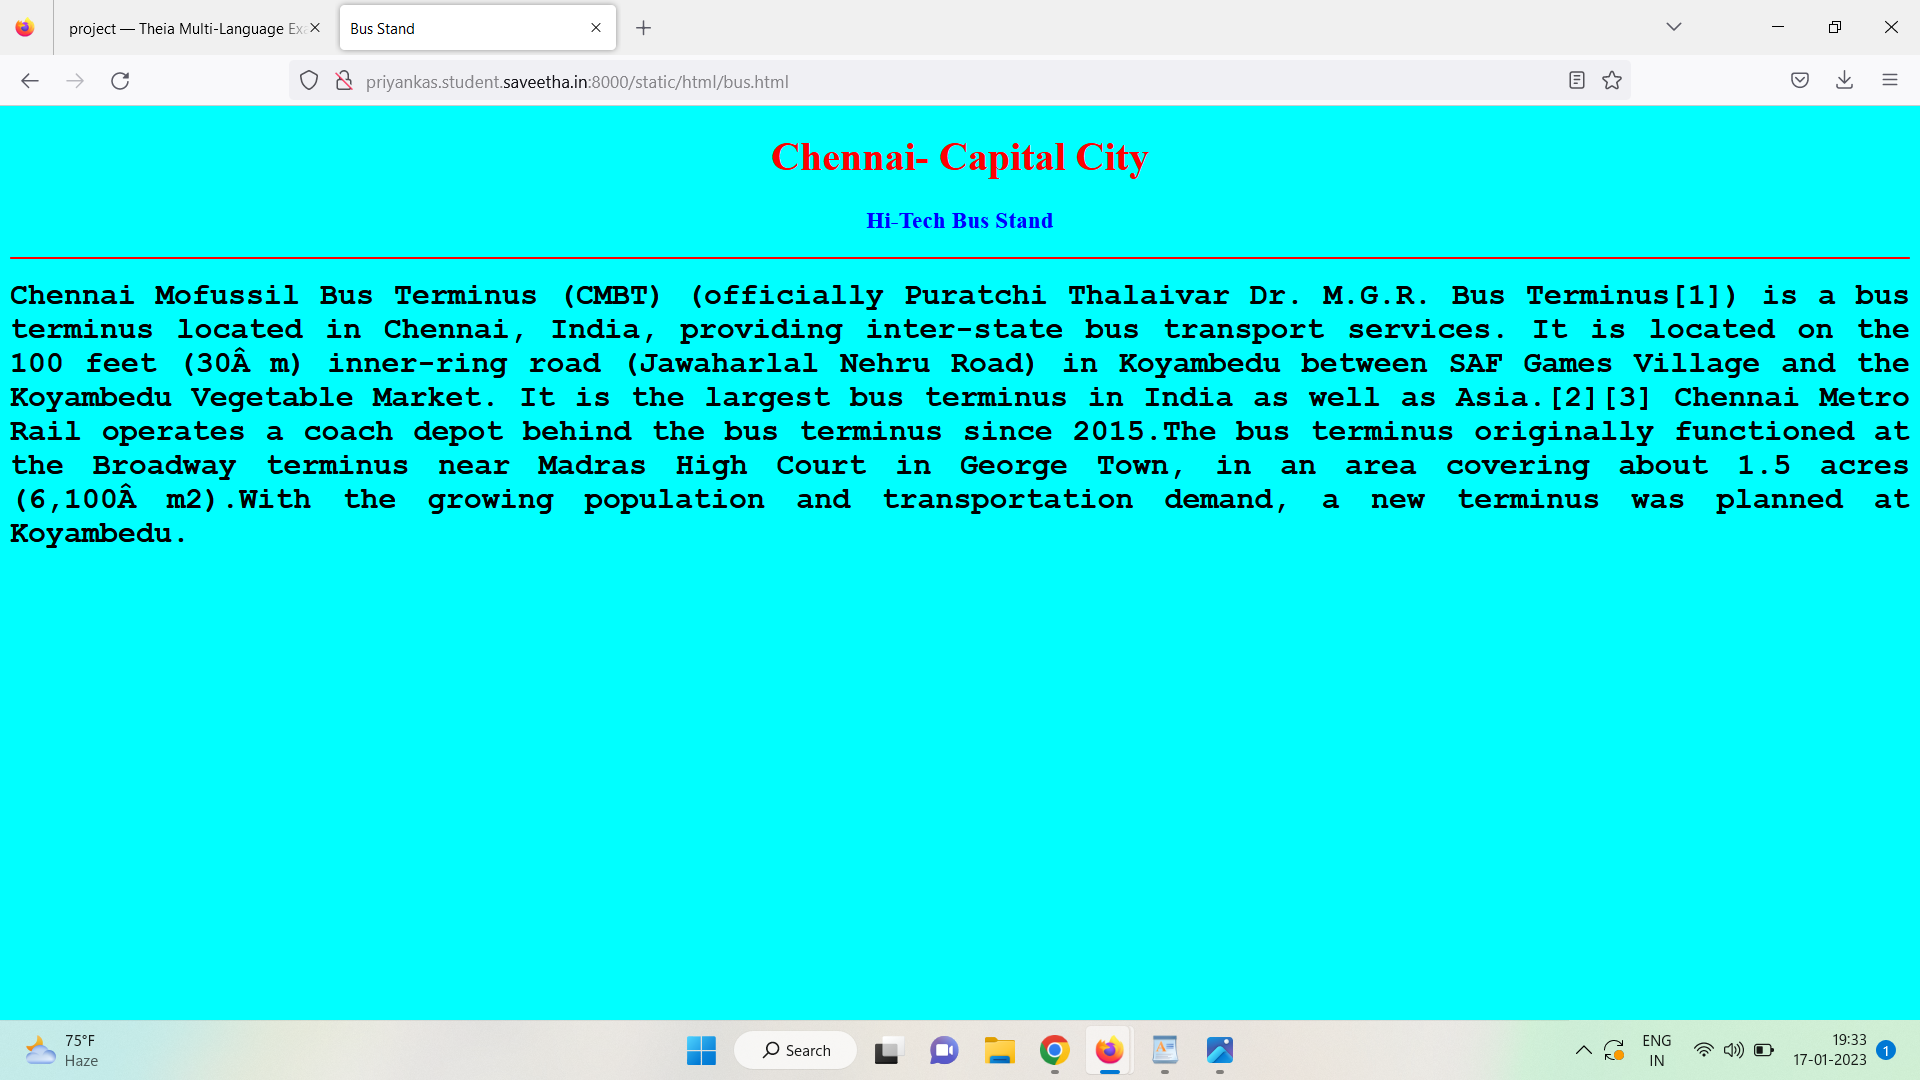 project — Theia Multi-Language Exa
Bus Stand
priyankas.student.saveetha.in:8000/static/html/bus.html
Chennai- Capital City
Hi-Tech Bus Stand
Chennai Mofussil Bus Terminus (CMBT) (officially Puratchi Thalaivar Dr. M.G.R. Bus Terminus[1]) is a bus
terminus located in Chennai, India, providing inter-state bus transport services. It is located on the
100 feet (30Â m) inner-ring road (Jawaharlal Nehru Road) in Koyambedu between SAF Games Village and the
Koyambedu Vegetable Market. It is the largest bus terminus in India as well as Asia.[2][3] Chennai Metro
Rail operates a coach depot behind the bus terminus since 2015.The bus terminus originally functioned at
the Broadway terminus near Madras High Court in George Town, in an area covering about 1.5 acres
(6,100Â m2).With the growing population and transportation demand, a new terminus was planned at
Koyambedu.
75°F
Haze
Search
ENG
IN
19:33
17-01-2023
1